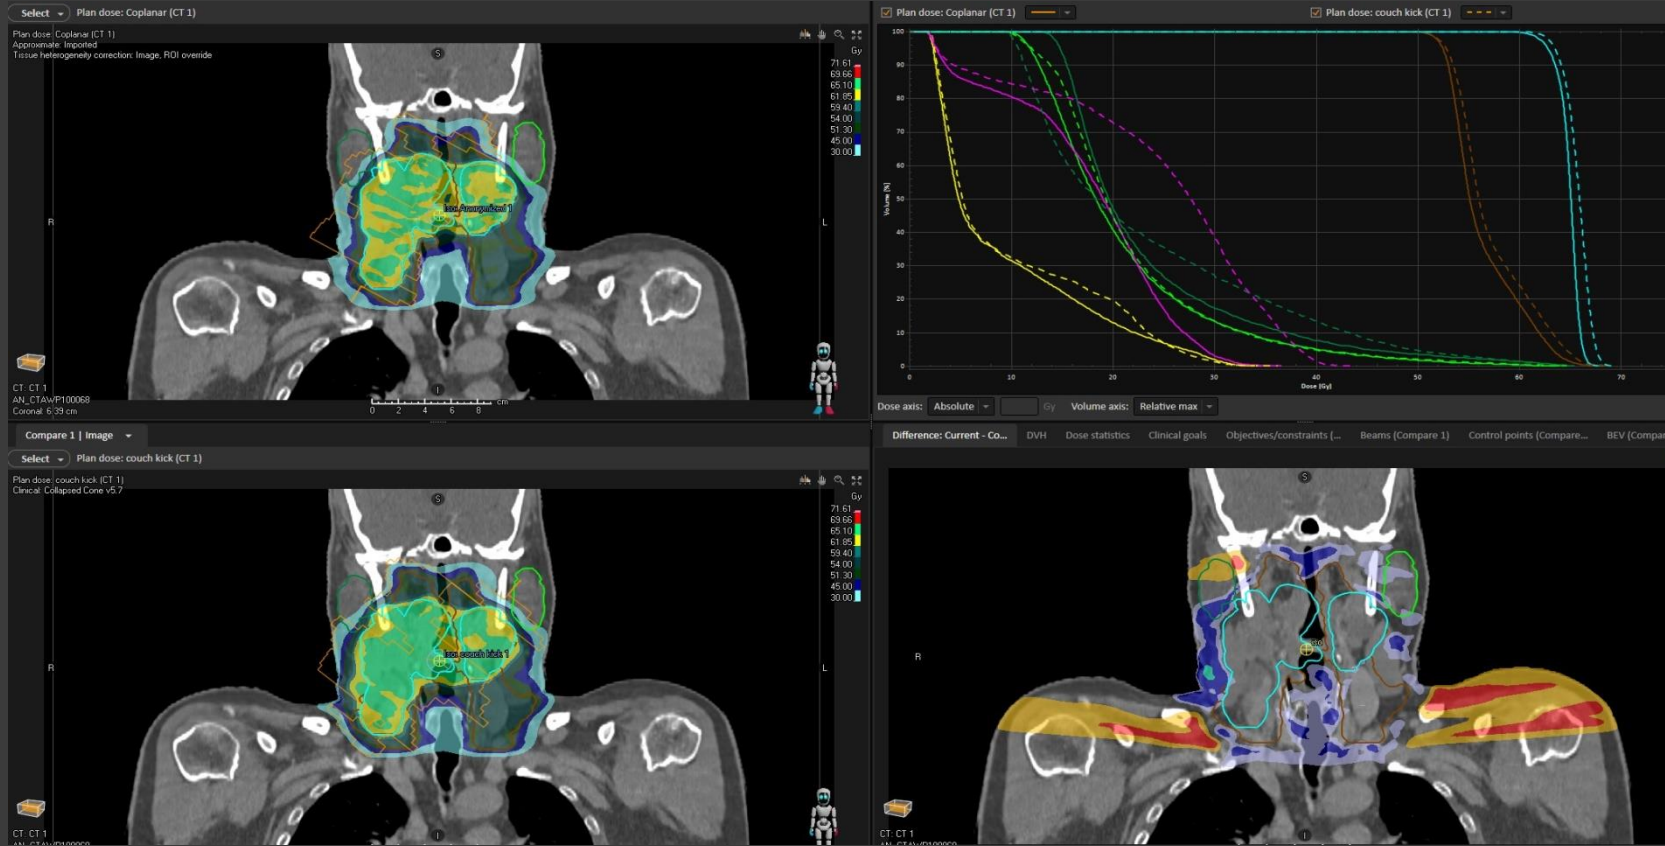 Select Plan dose: Coplanar (CT 1)
Plan dose: Coplanar (CT 1)
Approximate: Imported
Tissue heterogeneity correction: Image, ROI override
S
Gy
71.61
69.66
65.10
61.85
59.40
54.00
51.30
45.00
30.00
R
L
I
CT: CT 1
AN_CTAWP100068
Coronal: 6.39 cm
0 2 4 6 8 cm
Plan dose: Coplanar (CT 1)
Plan dose: couch kick (CT 1)
Volume [%]
100
90
80
70
60
50
40
30
20
10
0
0 10 20 30 40 50 60 70
Dose [Gy]
Dose axis: Absolute Gy Volume axis: Relative max
Compare 1 | Image
Select Plan dose: couch kick (CT 1)
Plan dose: couch kick (CT 1)
Clinical: Collapsed Cone v5.7
S
Gy
71.61
69.66
65.10
61.85
59.40
54.00
51.30
45.00
30.00
R
L
Iso: couch kick 1
I
CT: CT 1
Difference: Current - Co... DVH Dose statistics Clinical goals Objectives/constraints (... Beams (Compare 1) Control points (Compare... BEV (Compar
S
R
I
CT: CT 1